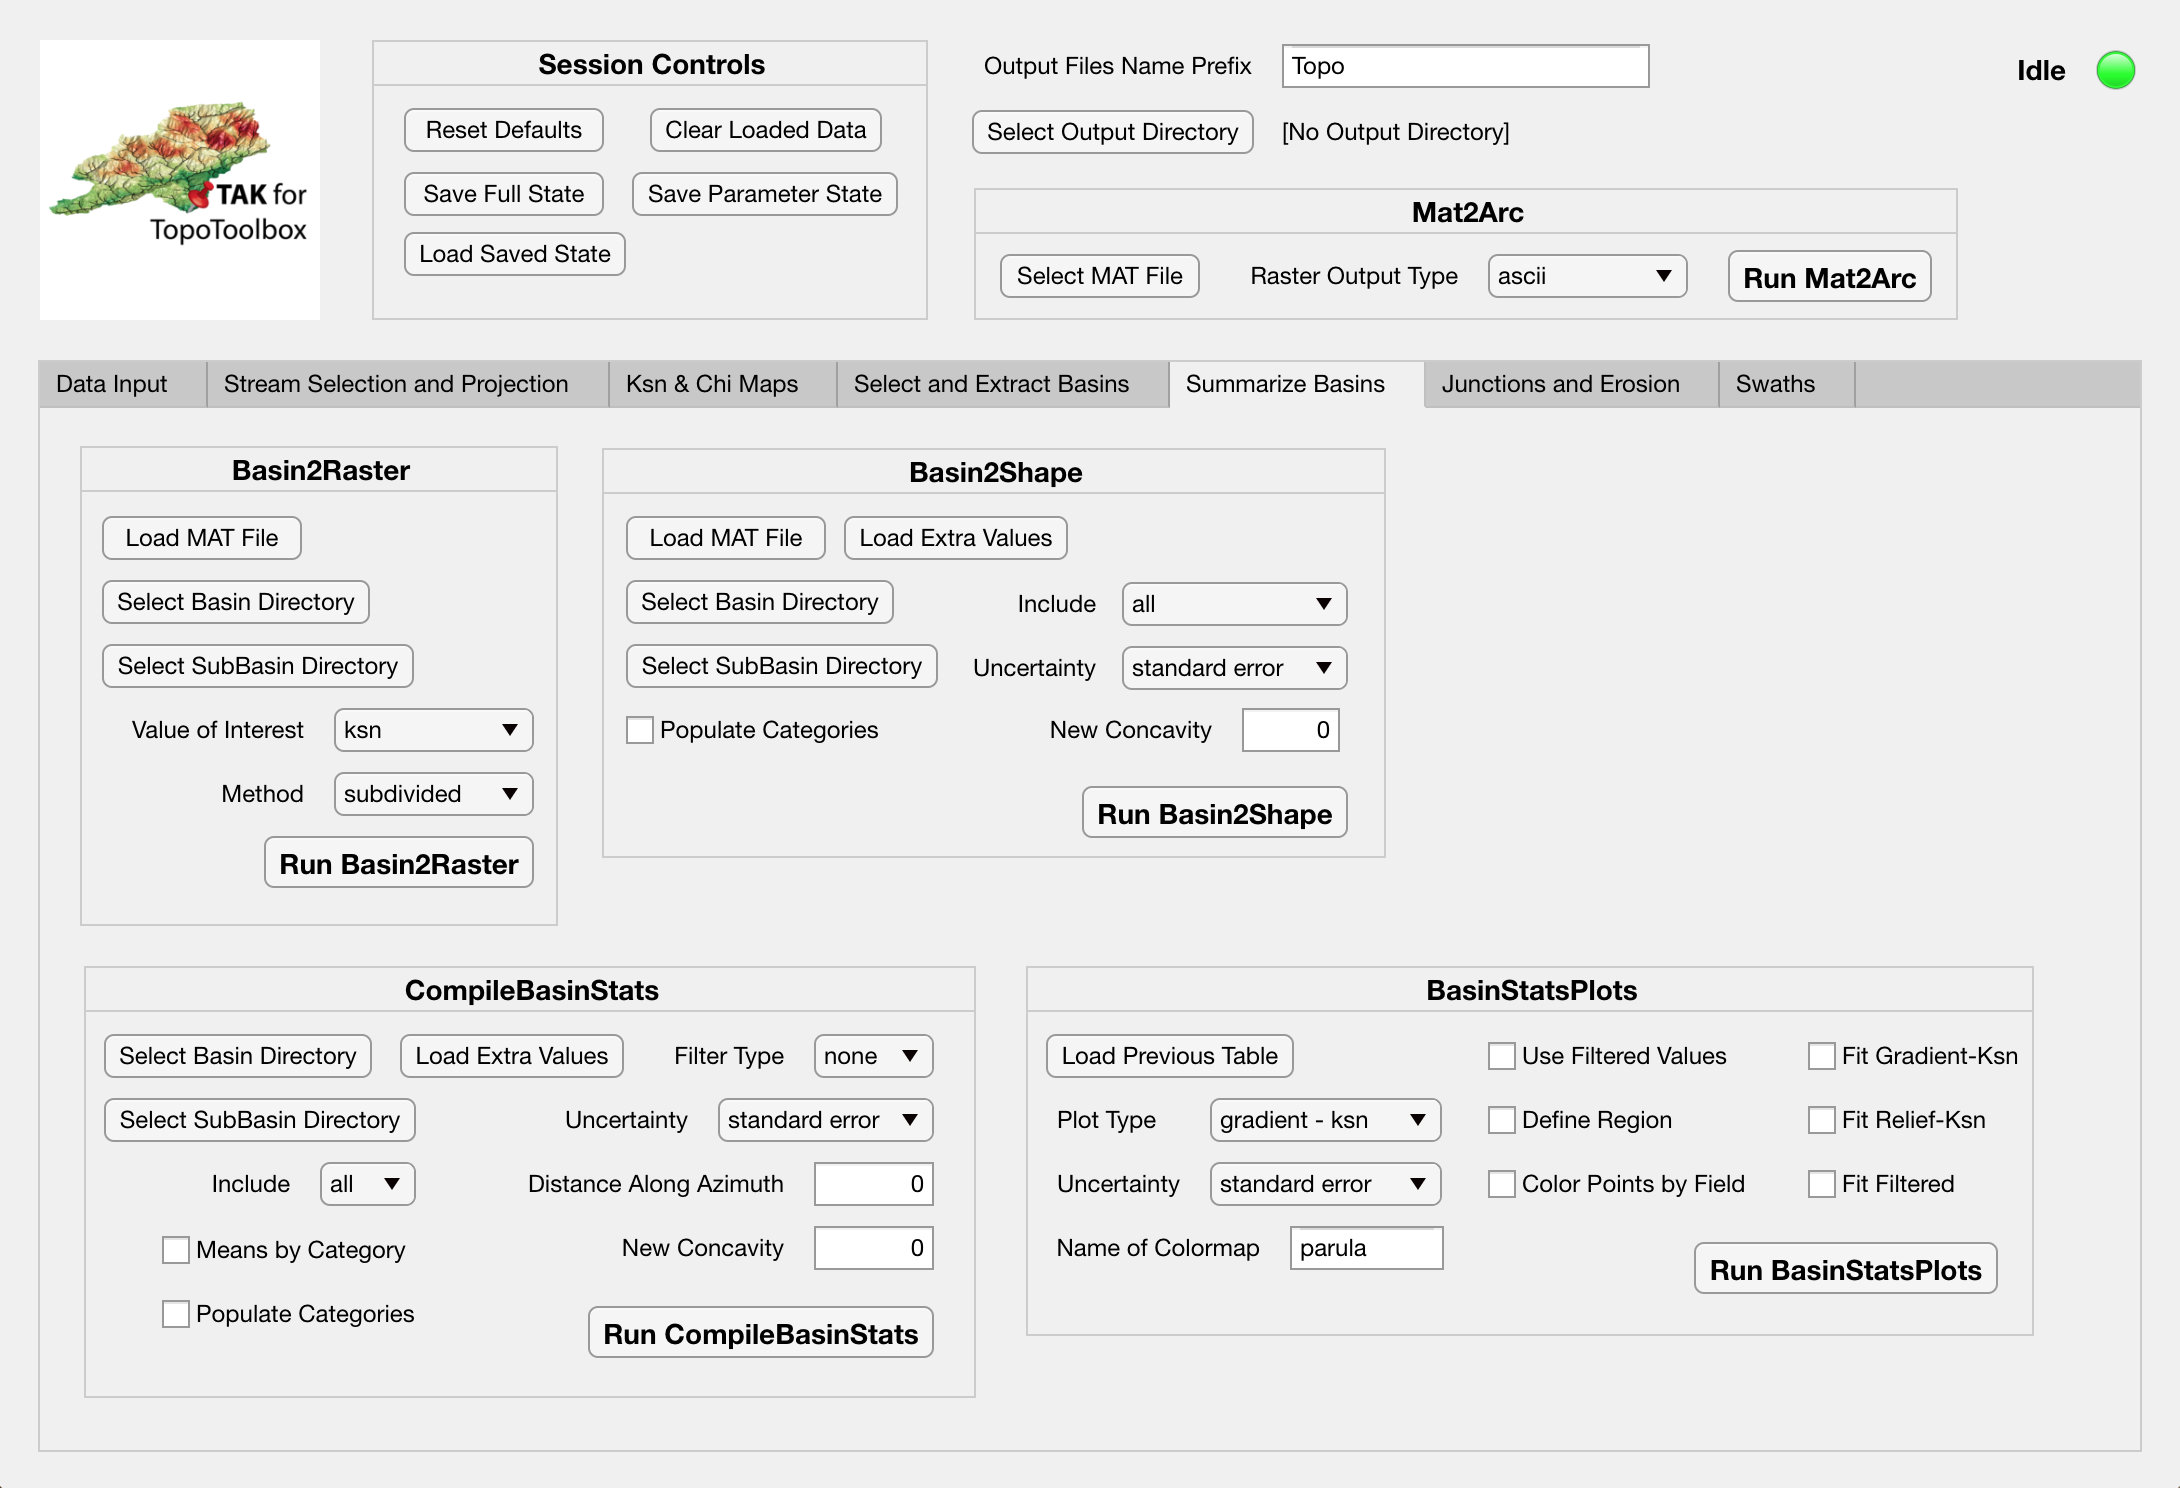 TAK for
TopoToolbox
Session Controls
Reset Defaults
Clear Loaded Data
Save Full State
Save Parameter State
Load Saved State
Output Files Name Prefix
Topo
Idle
Select Output Directory
[No Output Directory]
Mat2Arc
Select MAT File
Raster Output Type
ascii
Run Mat2Arc
Data Input
Stream Selection and Projection
Ksn & Chi Maps
Select and Extract Basins
Summarize Basins
Junctions and Erosion
Swaths
Basin2Raster
Load MAT File
Select Basin Directory
Select SubBasin Directory
Value of Interest
ksn
Method
subdivided
Run Basin2Raster
Basin2Shape
Load MAT File
Load Extra Values
Select Basin Directory
Include
all
Select SubBasin Directory
Uncertainty
standard error
Populate Categories
New Concavity
0
Run Basin2Shape
CompileBasinStats
Select Basin Directory
Load Extra Values
Filter Type
none
Select SubBasin Directory
Uncertainty
standard error
Include
all
Distance Along Azimuth
0
Means by Category
New Concavity
0
Populate Categories
Run CompileBasinStats
BasinStatsPlots
Load Previous Table
Use Filtered Values
Fit Gradient-Ksn
Plot Type
gradient - ksn
Define Region
Fit Relief-Ksn
Uncertainty
standard error
Color Points by Field
Fit Filtered
Name of Colormap
parula
Run BasinStatsPlots